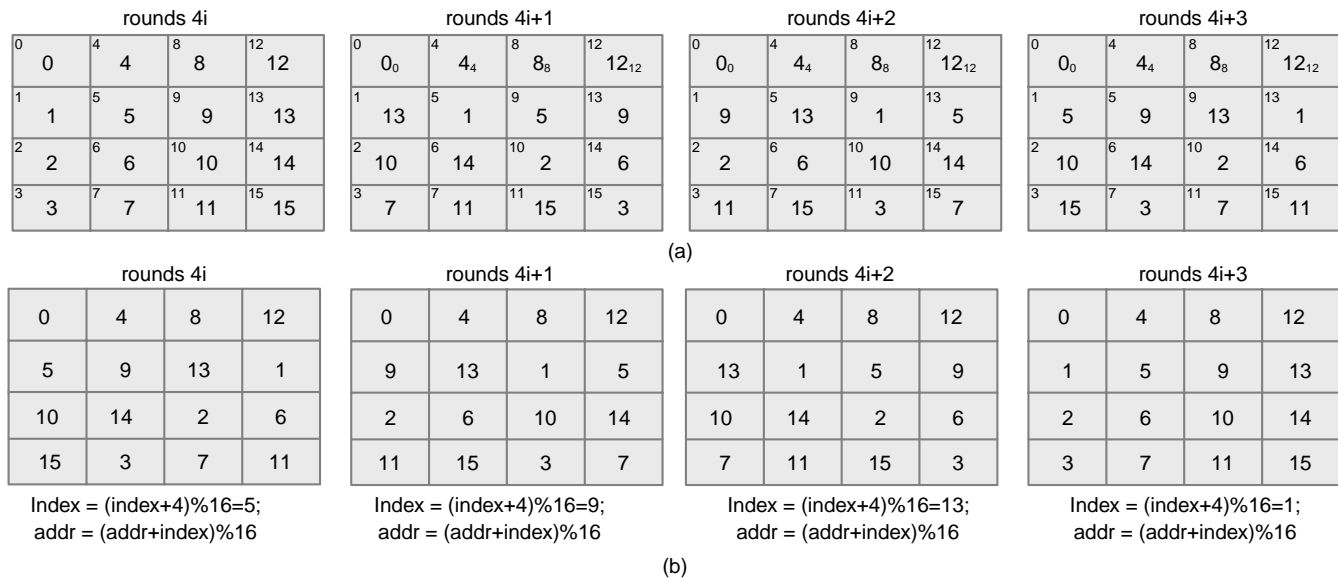 rounds 4i rounds 4i+1 rounds 4i+2 rounds 4i+3
0 0 4 4 8 8 12 12 0 0₀ 4 4₄ 8 8₈ 12 12₁₂ 0 0₀ 4 4₄ 8 8₈ 12 12₁₂ 0 0₀ 4 4₄ 8 8₈ 12 12₁₂
1 1 5 5 9 9 13 13 1 13 5 1 9 5 13 9 1 9 5 13 9 1 13 5 1 5 5 9 9 13 13 1
2 2 6 6 10 10 14 14 2 10 6 14 10 2 14 6 2 2 6 6 10 10 14 14 2 10 6 14 10 2 14 6
3 3 7 7 11 11 15 15 3 7 7 11 11 15 15 3 3 11 7 15 11 3 15 7 3 15 7 3 11 7 15 11
(a)
rounds 4i rounds 4i+1 rounds 4i+2 rounds 4i+3
0 4 8 12 0 4 8 12 0 4 8 12 0 4 8 12
5 9 13 1 9 13 1 5 13 1 5 9 1 5 9 13
10 14 2 6 2 6 10 14 10 14 2 6 2 6 10 14
15 3 7 11 11 15 3 7 7 11 15 3 3 7 11 15
Index = (index+4)%16=5; Index = (index+4)%16=9; Index = (index+4)%16=13; Index = (index+4)%16=1;
addr = (addr+index)%16 addr = (addr+index)%16 addr = (addr+index)%16 addr = (addr+index)%16
(b)